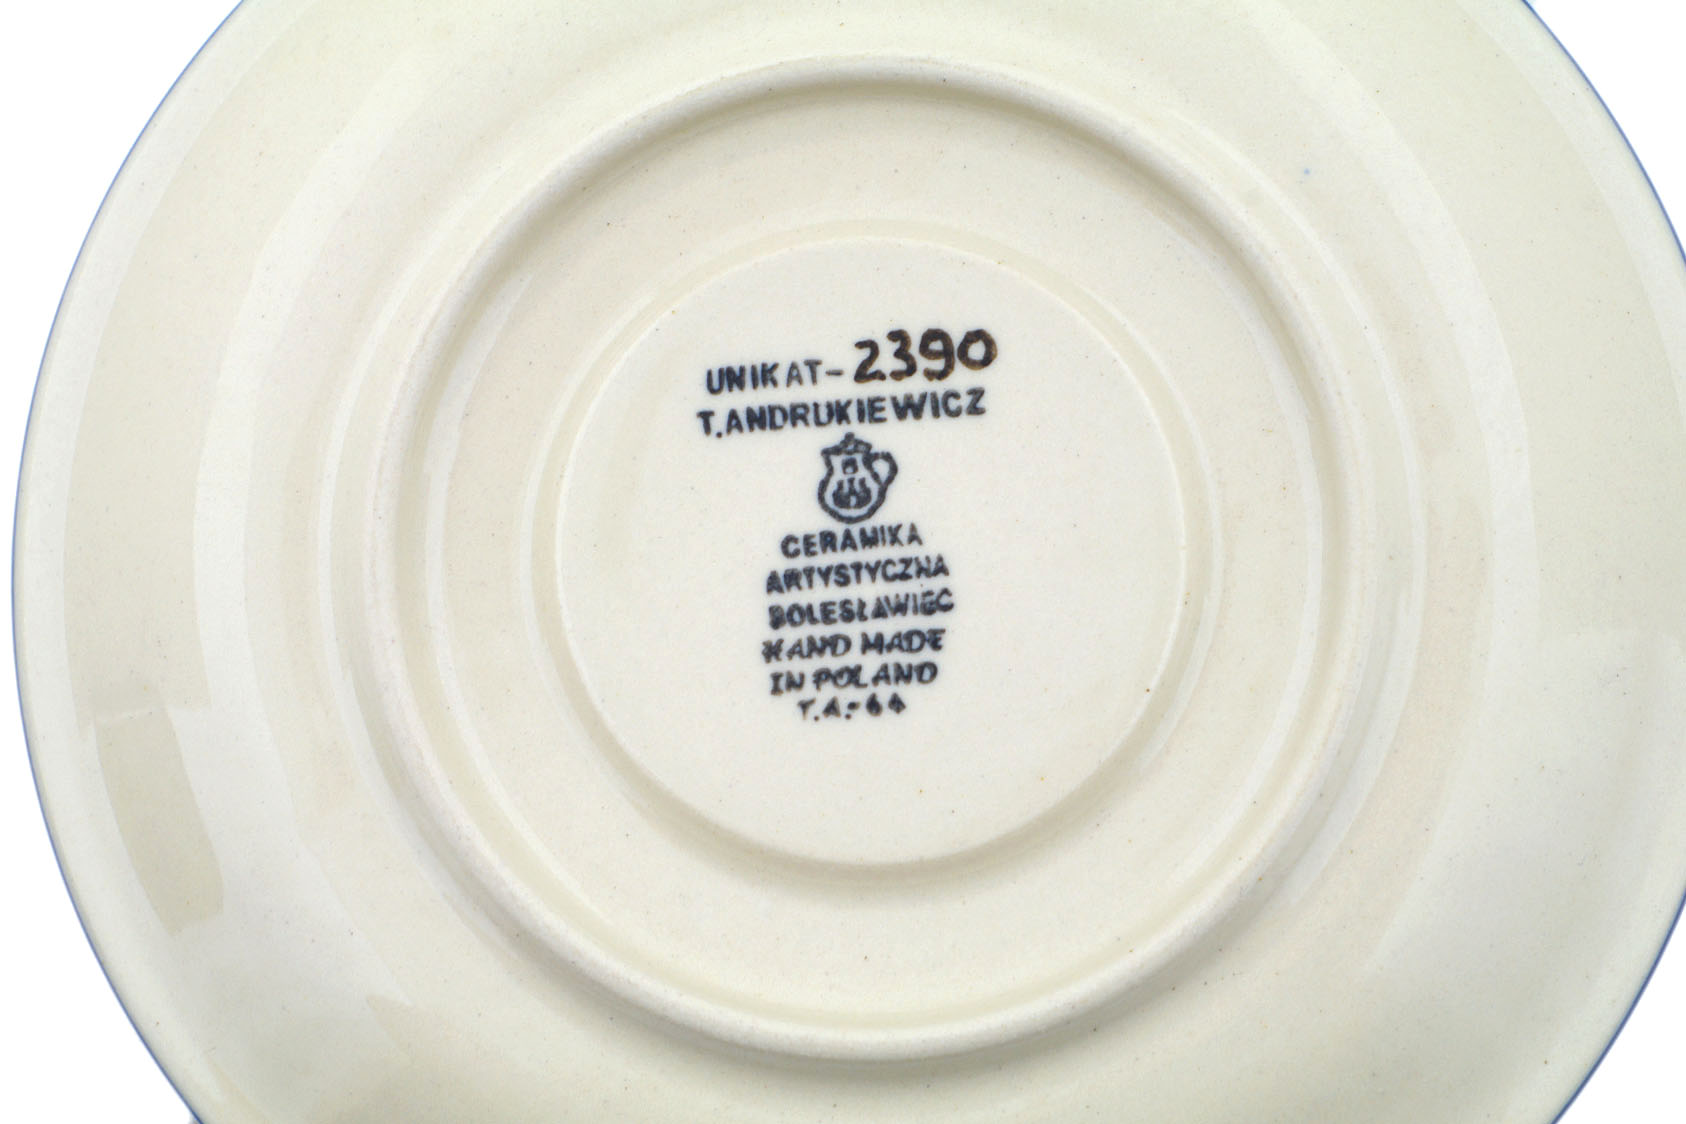 UNIKAT-2390
T.ANDRUKIEWICZ
CERAMIKA
ARTYSTYCZNA
BOLESŁAWIEC
HAND MADE
IN POLAND
T.A.-64